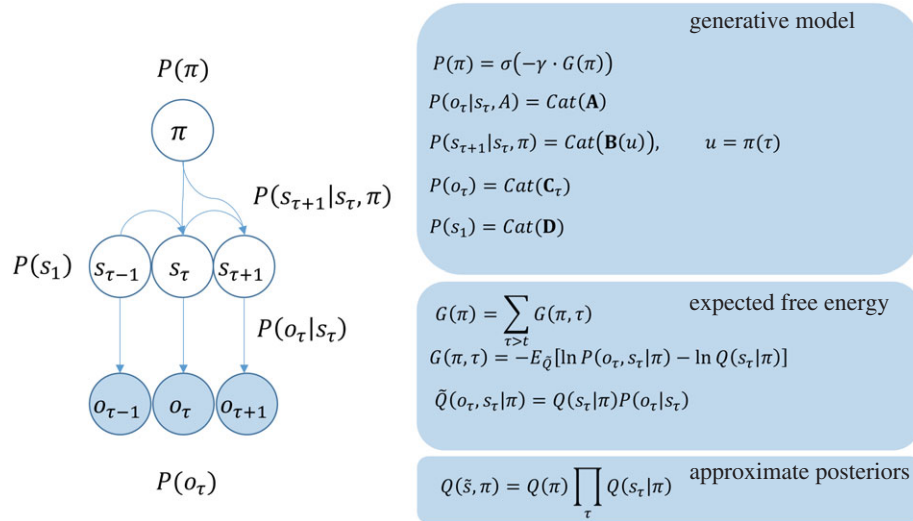 P(π)
π
P(s_{τ+1}|s_τ, π)
P(s_1)
s_{τ−1} s_τ s_{τ+1}
P(o_τ|s_τ)
o_{τ−1} o_τ o_{τ+1}
P(o_τ)
generative model
P(π) = σ(−γ · G(π))
P(o_τ|s_τ, A) = Cat(𝐀)
P(s_{τ+1}|s_τ, π) = Cat(𝐁(u)), u = π(τ)
P(o_τ) = Cat(𝐂_τ)
P(s_1) = Cat(𝐃)
expected free energy
G(π) = ∑_{τ>t} G(π, τ)
G(π, τ) = −E_{Q̃}[ln P(o_τ, s_τ|π) − ln Q(s_τ|π)]
Q̃(o_τ, s_τ|π) = Q(s_τ|π)P(o_τ|s_τ)
approximate posteriors
Q(s̃, π) = Q(π) ∏_τ Q(s_τ|π)